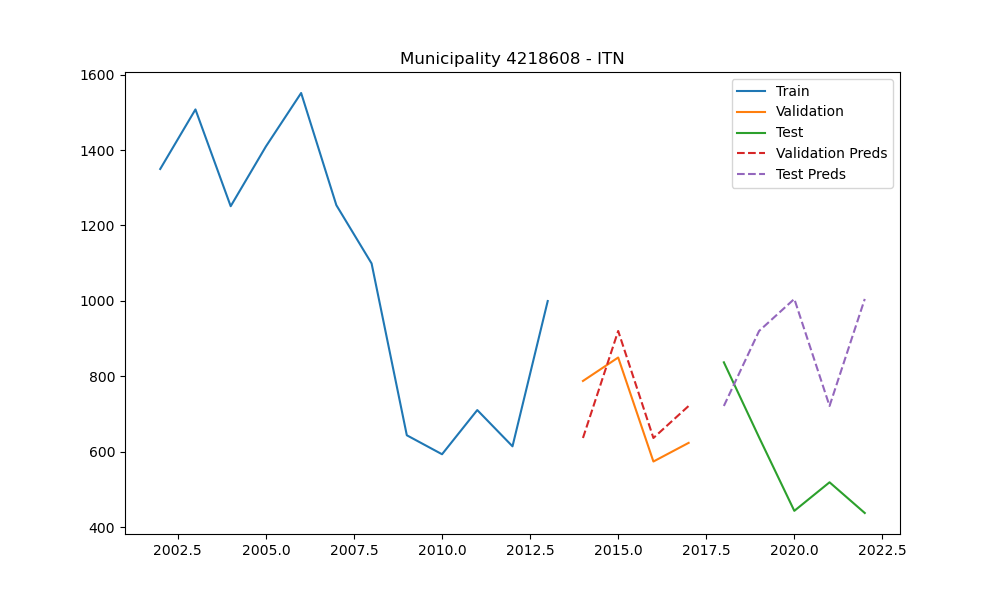 Municipality 4218608 - ITN
1600
1400
1200
1000
800
600
400
2002.5 2005.0 2007.5 2010.0 2012.5 2015.0 2017.5 2020.0 2022.5
Train
Validation
Test
Validation Preds
Test Preds